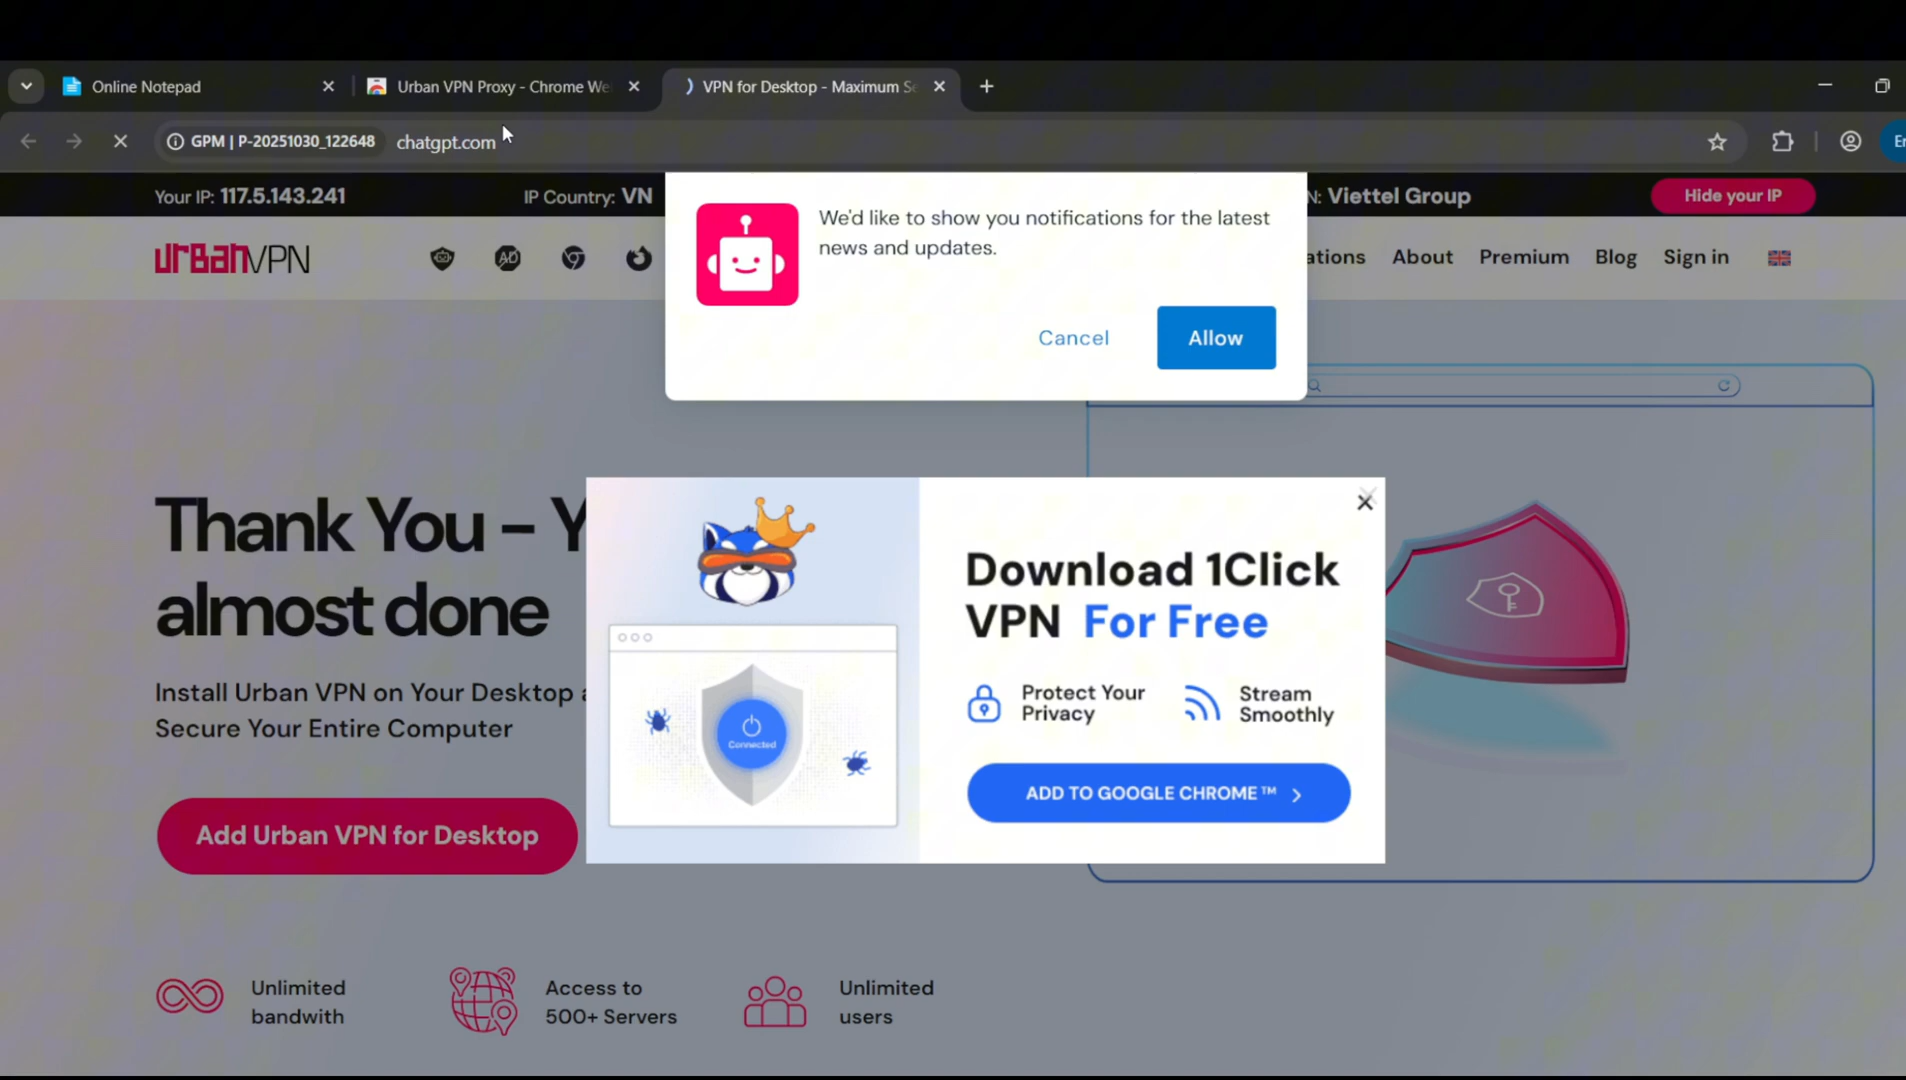 Online Notepad
Urban VPN Proxy - Chrome We
VPN for Desktop - Maximum Se
GPM | P-20251030_122648
chatgpt.com
Your IP: 117.5.143.241
IP Country: VN
N: Viettel Group
Hide your IP
urbanVPN
AD
ations
About
Premium
Blog
Sign in
We'd like to show you notifications for the latest
news and updates.
Cancel
Allow
Thank You – Y
almost done
Install Urban VPN on Your Desktop a
Secure Your Entire Computer
Add Urban VPN for Desktop
Connected
Download 1Click
VPN For Free
Protect Your
Privacy
Stream
Smoothly
ADD TO GOOGLE CHROME™
Unlimited
bandwith
Access to
500+ Servers
Unlimited
users